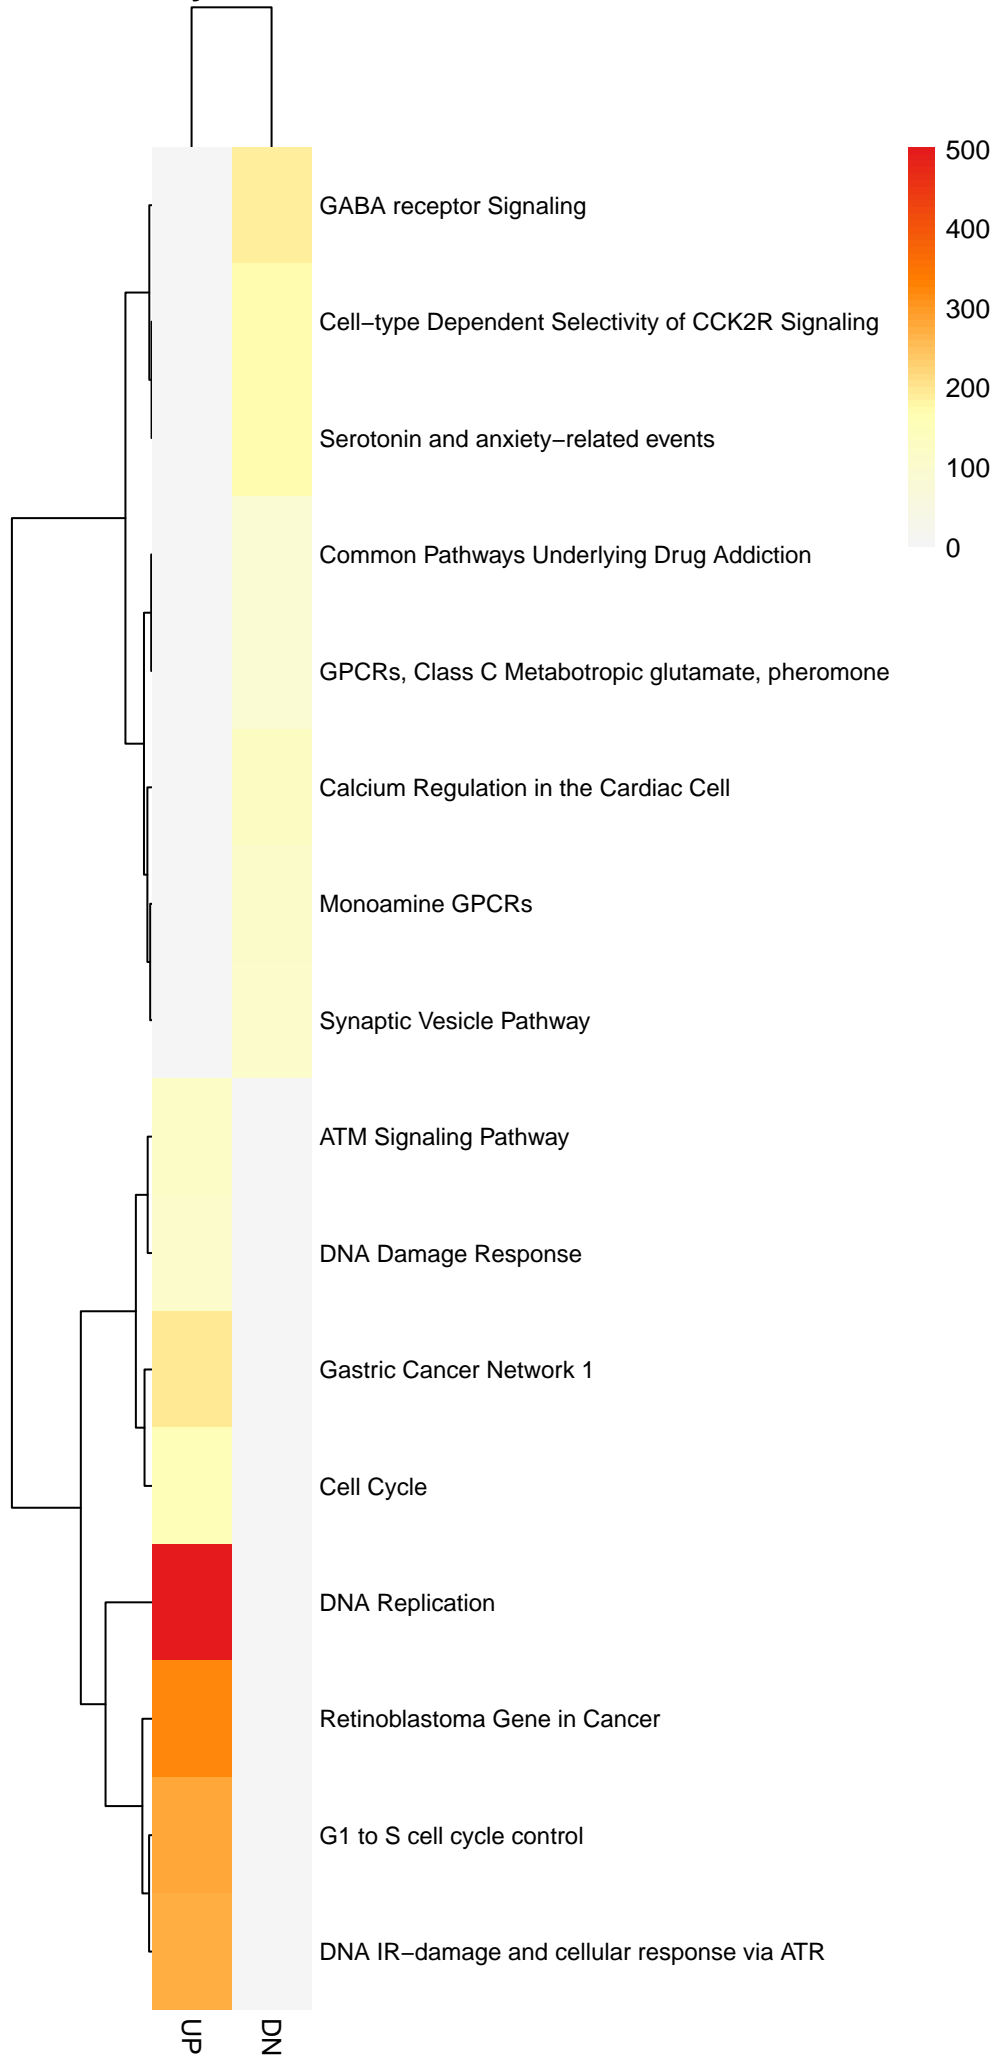 500
400
300
200
100
0
GABA receptor Signaling
Cell−type Dependent Selectivity of CCK2R Signaling
Serotonin and anxiety−related events
Common Pathways Underlying Drug Addiction
GPCRs, Class C Metabotropic glutamate, pheromone
Calcium Regulation in the Cardiac Cell
Monoamine GPCRs
Synaptic Vesicle Pathway
ATM Signaling Pathway
DNA Damage Response
Gastric Cancer Network 1
Cell Cycle
DNA Replication
Retinoblastoma Gene in Cancer
G1 to S cell cycle control
DNA IR−damage and cellular response via ATR
UP
DN